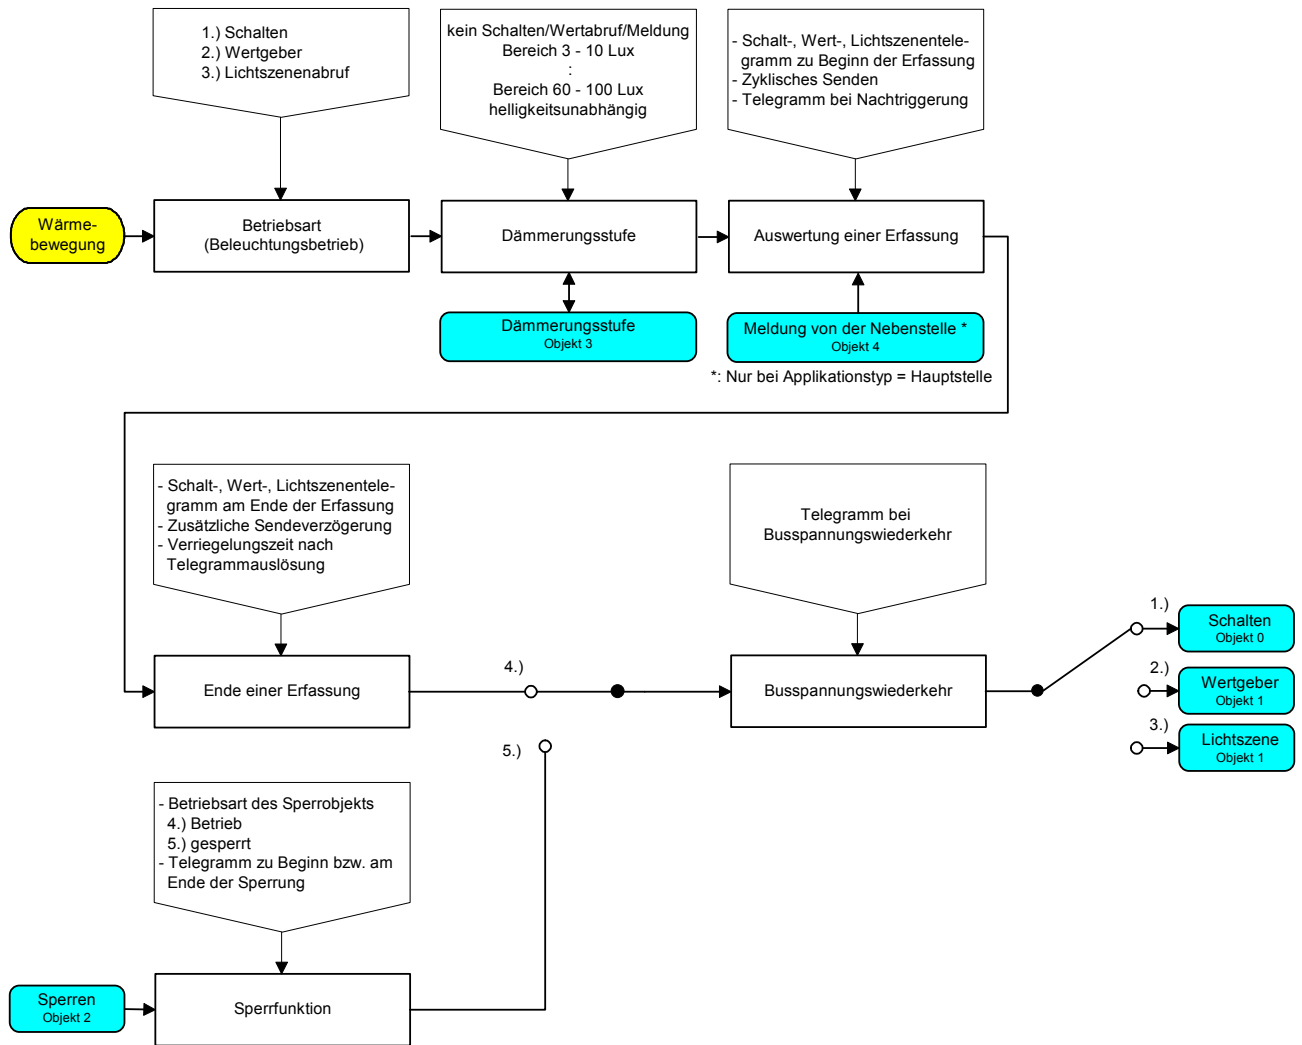 1.) Schalten
2.) Wertgeber
3.) Lichtszenenabruf
kein Schalten/Wertabruf/Meldung
Bereich 3 - 10 Lux
:
Bereich 60 - 100 Lux
helligkeitsunabhängig
- Schalt-, Wert-, Lichtszenentele-
gramm zu Beginn der Erfassung
- Zyklisches Senden
- Telegramm bei Nachtriggerung
Wärme-
bewegung
Betriebsart
(Beleuchtungsbetrieb)
Dämmerungsstufe
Auswertung einer Erfassung
Dämmerungsstufe
Objekt 3
Meldung von der Nebenstelle *
Objekt 4
*: Nur bei Applikationstyp = Hauptstelle
- Schalt-, Wert-, Lichtszenentele-
gramm am Ende der Erfassung
- Zusätzliche Sendeverzögerung
- Verriegelungszeit nach
Telegrammauslösung
Telegramm bei
Busspannungswiederkehr
Ende einer Erfassung
4.)
5.)
Busspannungswiederkehr
1.)
Schalten
Objekt 0
2.)
Wertgeber
Objekt 1
3.)
Lichtszene
Objekt 1
- Betriebsart des Sperrobjekts
4.) Betrieb
5.) gesperrt
- Telegramm zu Beginn bzw. am
Ende der Sperrung
Sperren
Objekt 2
Sperrfunktion